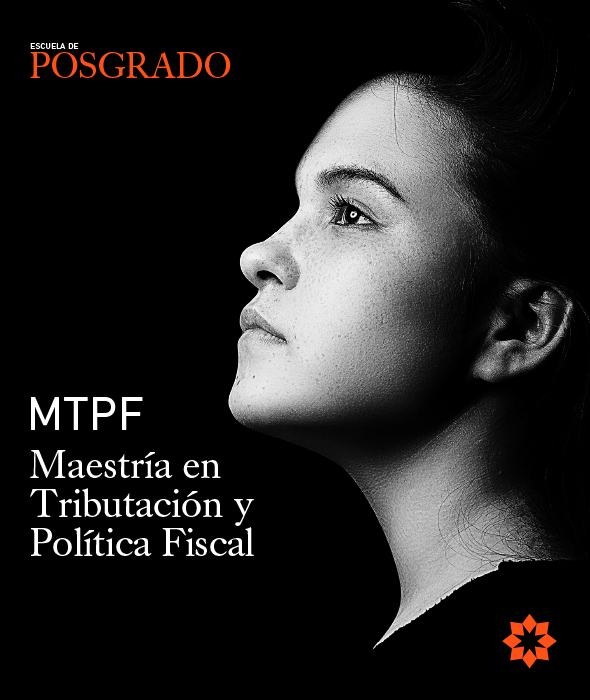 ESCUELA DE
POSGRADO
MTPF
Maestría en
Tributación y
Política Fiscal